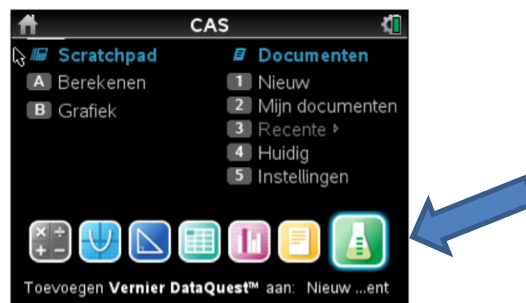 CAS
Scratchpad
A Berekenen
B Grafiek
Documenten
1 Nieuw
2 Mijn documenten
3 Recente
4 Huidig
5 Instellingen
Toevoegen Vernier DataQuest™ aan: Nieuw ...ent